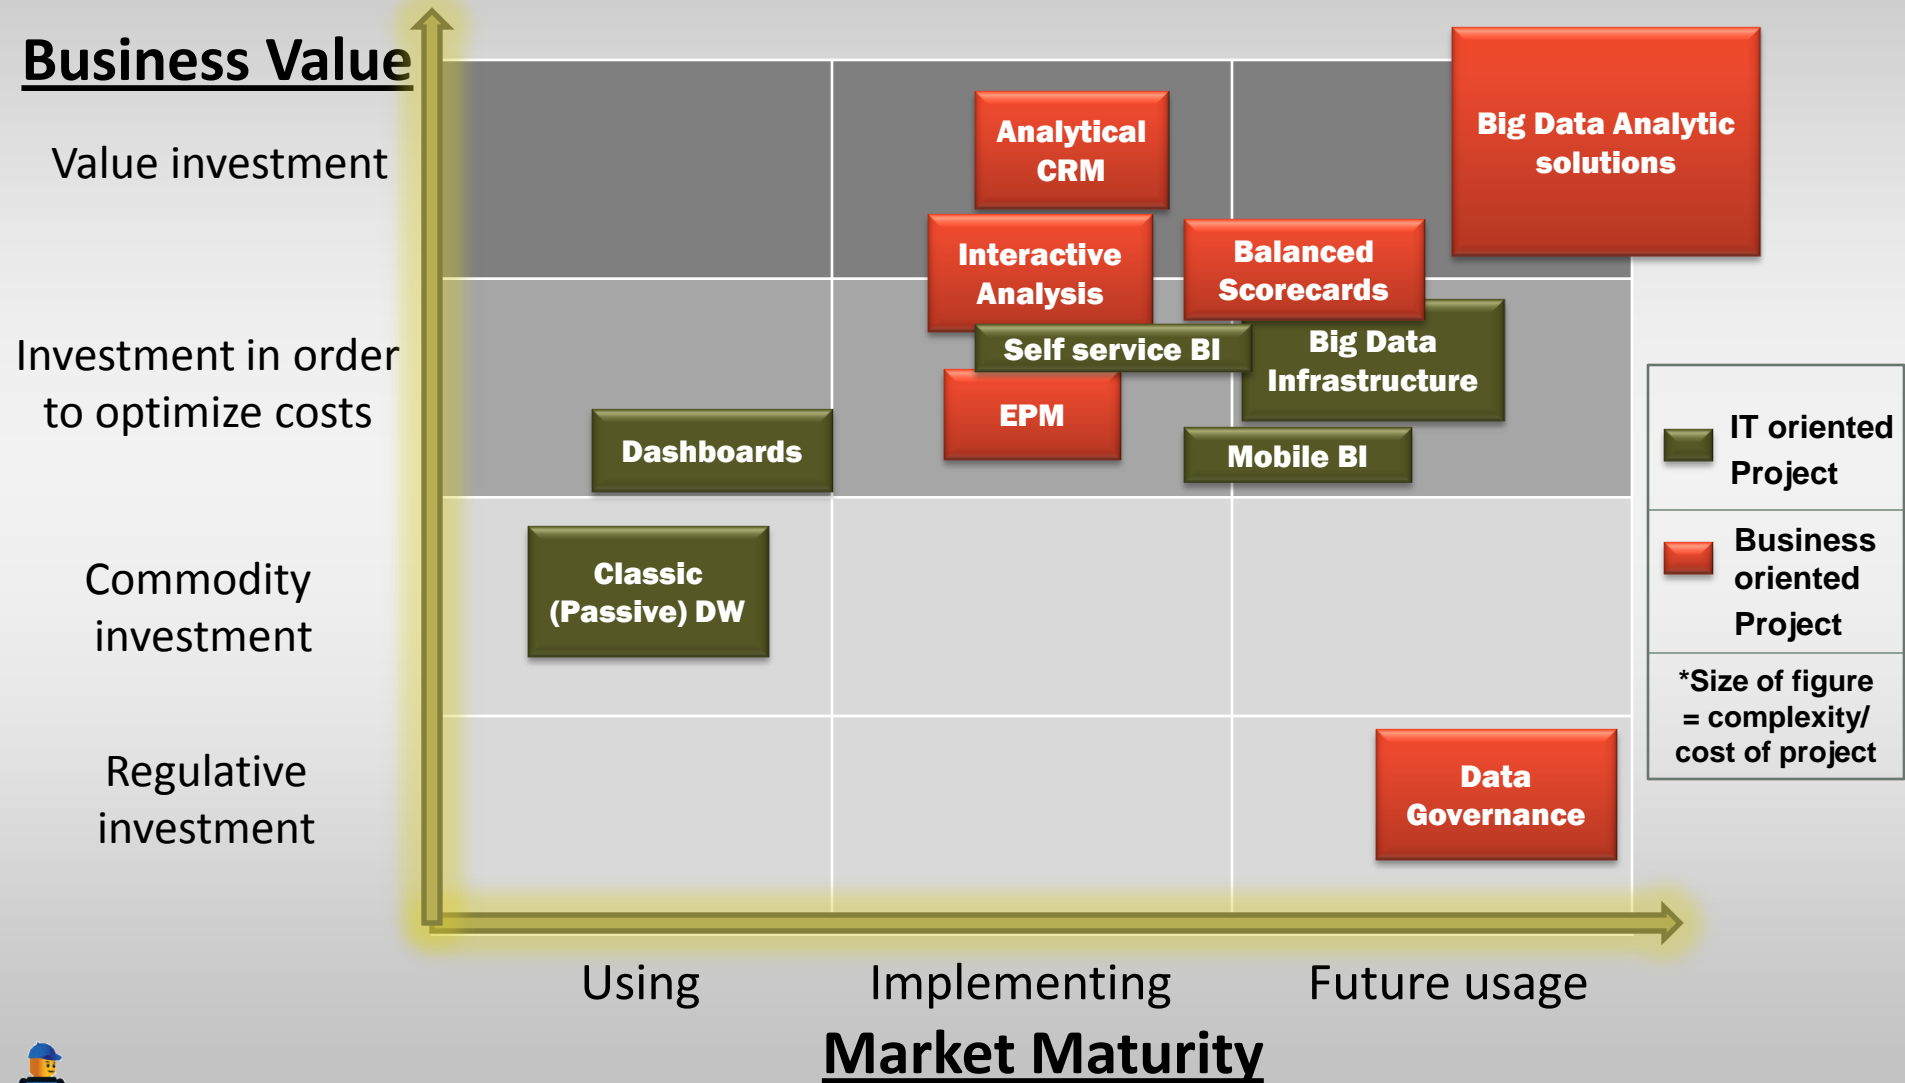 Business Value
Value investment
Investment in order
to optimize costs
Commodity
investment
Regulative
investment
Analytical
CRM
Big Data Analytic
solutions
Interactive
Analysis
Balanced
Scorecards
Self service BI
Big Data
Infrastructure
EPM
Dashboards
Mobile BI
Classic
(Passive) DW
Data
Governance
IT oriented
Project
Business
oriented
Project
*Size of figure
= complexity/
cost of project
Using
Implementing
Future usage
Market Maturity